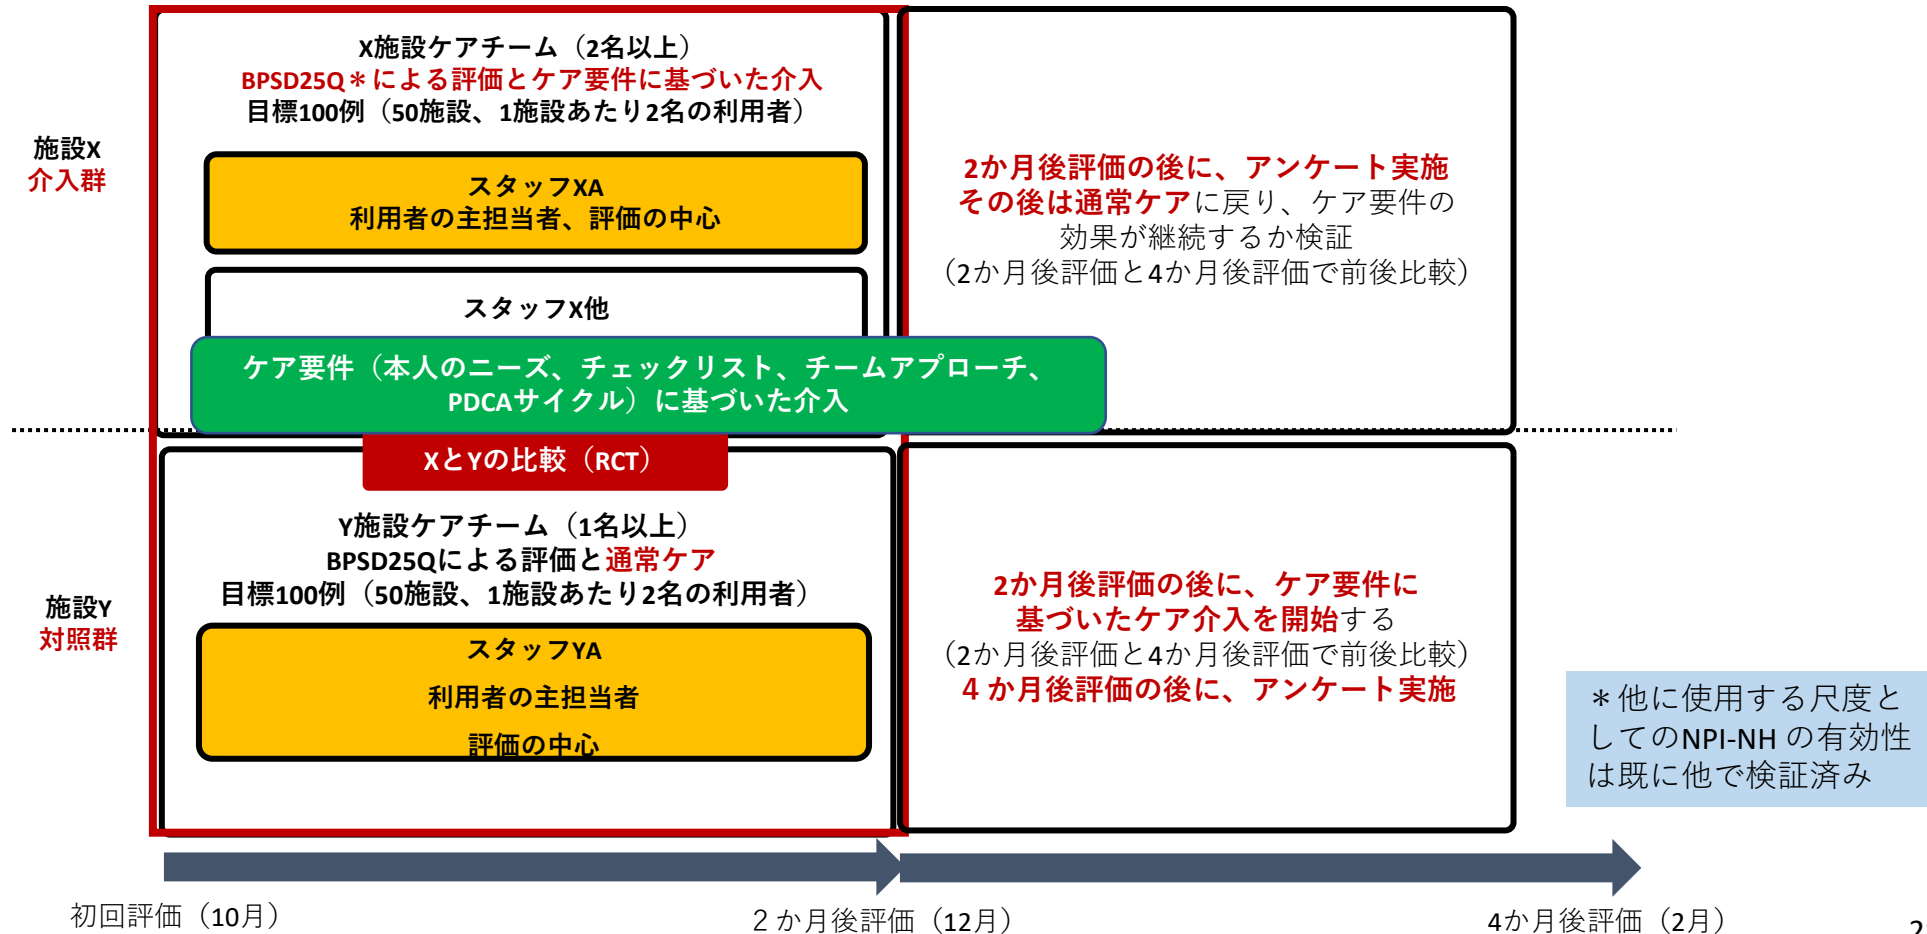 施設X
介入群
X施設ケアチーム（2名以上）
BPSD25Q＊による評価とケア要件に基づいた介入
目標100例（50施設、1施設あたり2名の利用者）
スタッフXA
利用者の主担当者、評価の中心
スタッフX他
ケア要件（本人のニーズ、チェックリスト、チームアプローチ、
PDCAサイクル）に基づいた介入
2か月後評価の後に、アンケート実施
その後は通常ケアに戻り、ケア要件の
効果が継続するか検証
（2か月後評価と4か月後評価で前後比較）
XとYの比較（RCT）
施設Y
対照群
Y施設ケアチーム（1名以上）
BPSD25Qによる評価と通常ケア
目標100例（50施設、1施設あたり2名の利用者）
スタッフYA
利用者の主担当者
評価の中心
2か月後評価の後に、ケア要件に
基づいたケア介入を開始する
（2か月後評価と4か月後評価で前後比較）
４か月後評価の後に、アンケート実施
＊他に使用する尺度と
してのNPI-NH の有効性
は既に他で検証済み
初回評価（10月）
２か月後評価（12月）
4か月後評価（2月）
2